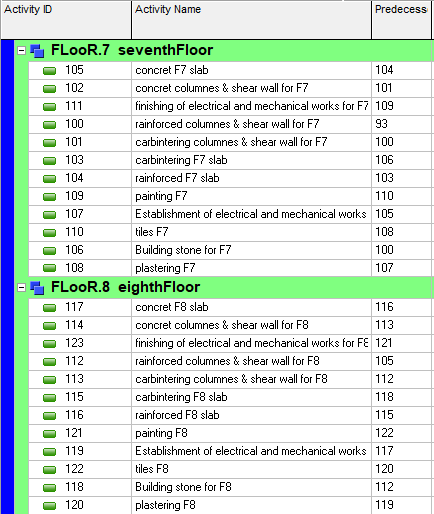 Activity ID Activity Name Predecess
FLooR.7 seventhFloor
105 concret F7 slab 104
102 concret columnes & shear wall for F7 101
111 finishing of electrical and mechanical works for F7 109
100 rainforced columnes & shear wall for F7 93
101 carbintering columnes & shear wall for F7 100
103 carbintering F7 slab 106
104 rainforced F7 slab 103
109 painting F7 110
107 Establishment of electrical and mechanical works 105
110 tiles F7 108
106 Building stone for F7 100
108 plastering F7 107
FLooR.8 eighthFloor
117 concret F8 slab 116
114 concret columnes & shear wall for F8 113
123 finishing of electrical and mechanical works for F8 121
112 rainforced columnes & shear wall for F8 105
113 carbintering columnes & shear wall for F8 112
115 carbintering F8 slab 118
116 rainforced F8 slab 115
121 painting F8 122
119 Establishment of electrical and mechanical works 117
122 tiles F8 120
118 Building stone for F8 112
120 plastering F8 119